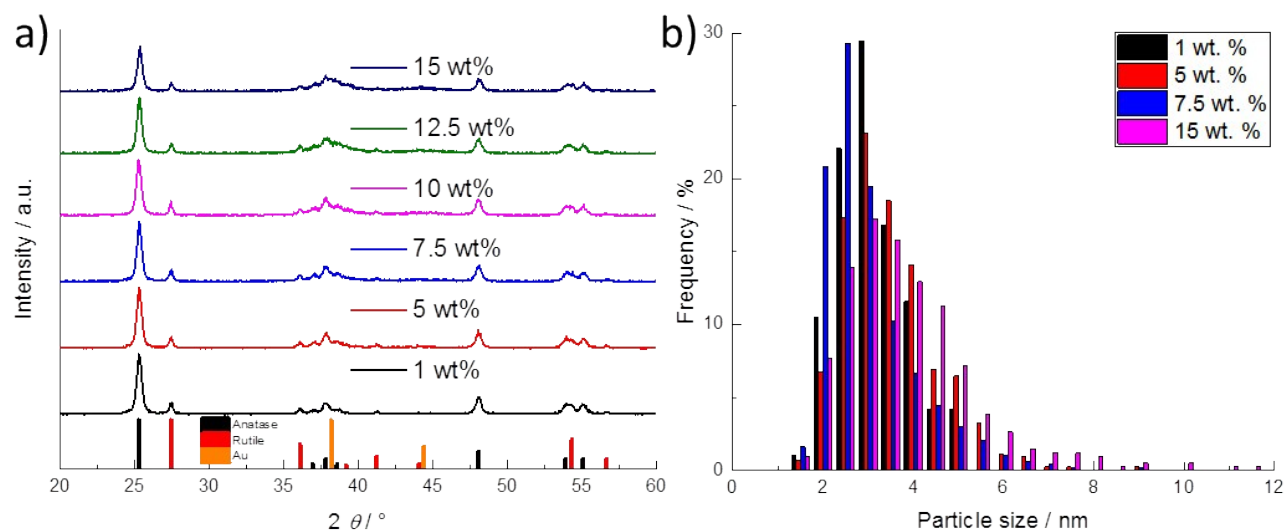 a)
15 wt%
12.5 wt%
10 wt%
7.5 wt%
5 wt%
1 wt%
Intensity / a.u.
Anatase
Rutile
Au
20 25 30 35 40 45 50 55 60
2 θ / °
b)
1 wt. %
5 wt. %
7.5 wt. %
15 wt. %
Frequency / %
30
20
10
0
0 2 4 6 8 10 12
Particle size / nm